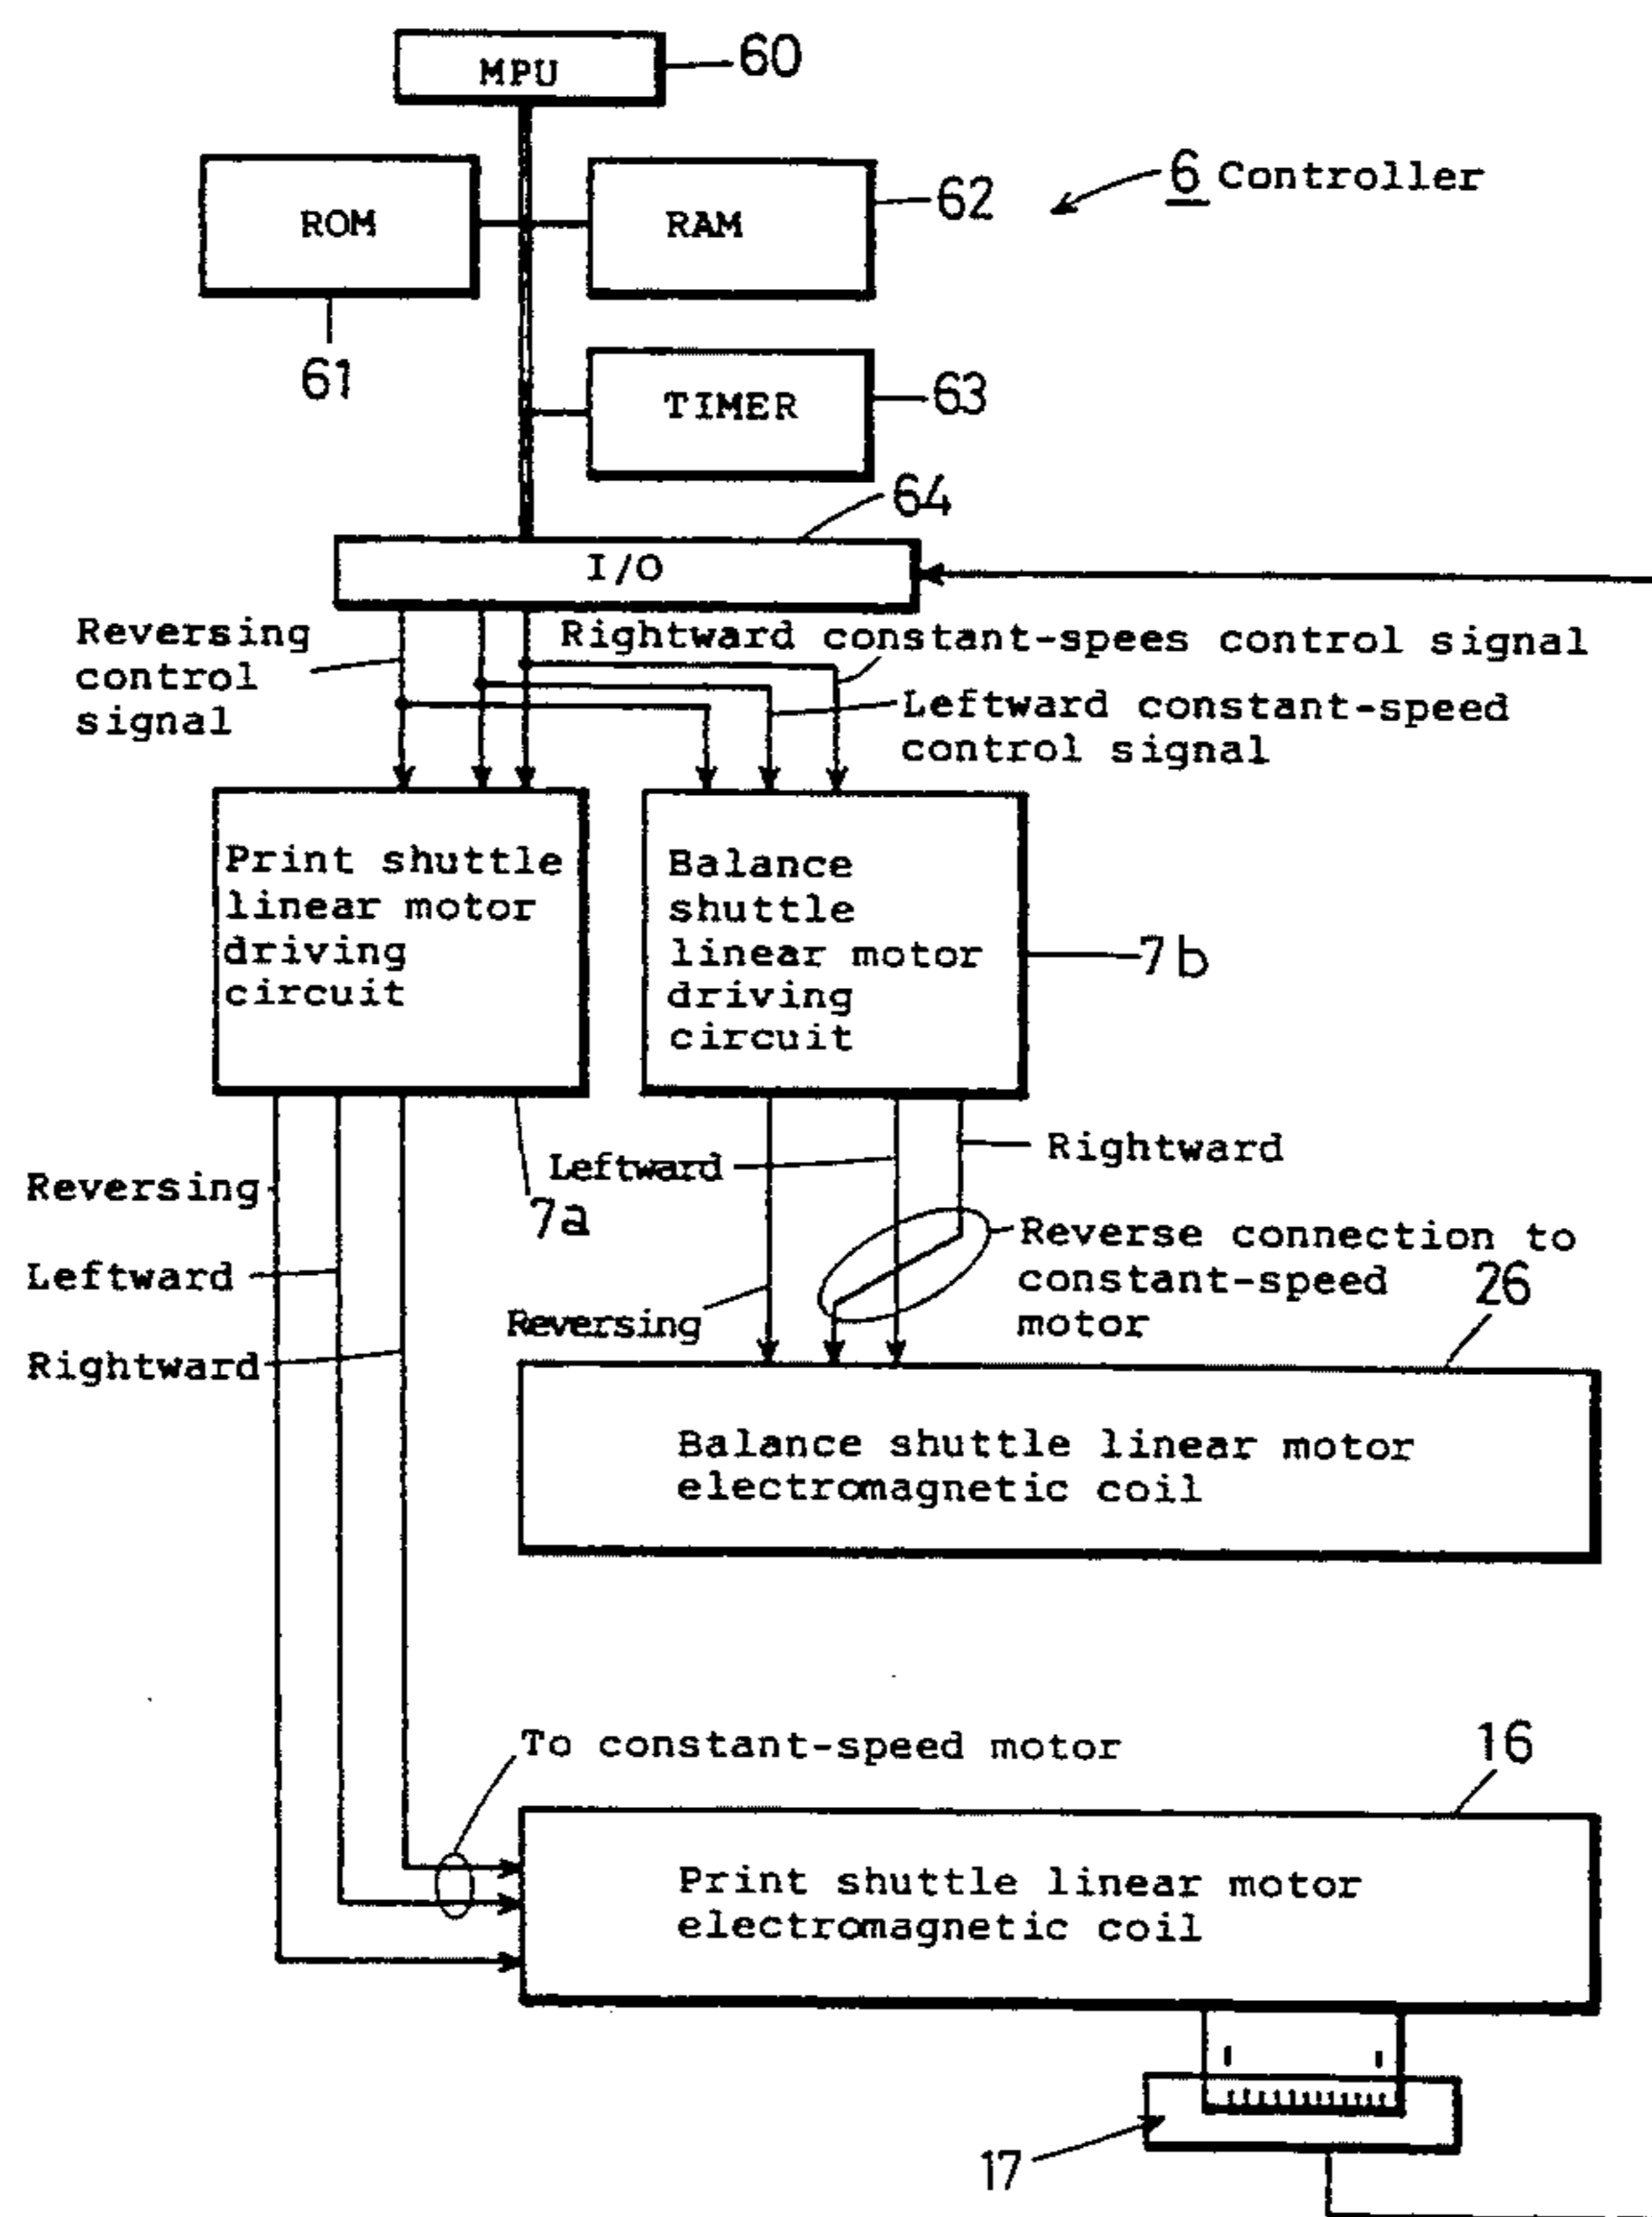 MPU
60
ROM
RAM
62
6 Controller
61
TIMER
63
64
I/O
Reversing
control
signal
Rightward constant-spees control signal
Leftward constant-speed
control signal
Print shuttle
linear motor
driving
circuit
Balance
shuttle
linear motor
driving
circuit
7b
Reversing
Leftward
Rightward
7a
Leftward
Rightward
Reversing
Reverse connection to
constant-speed
motor
26
Balance shuttle linear motor
electromagnetic coil
To constant-speed motor
16
Print shuttle linear motor
electromagnetic coil
17